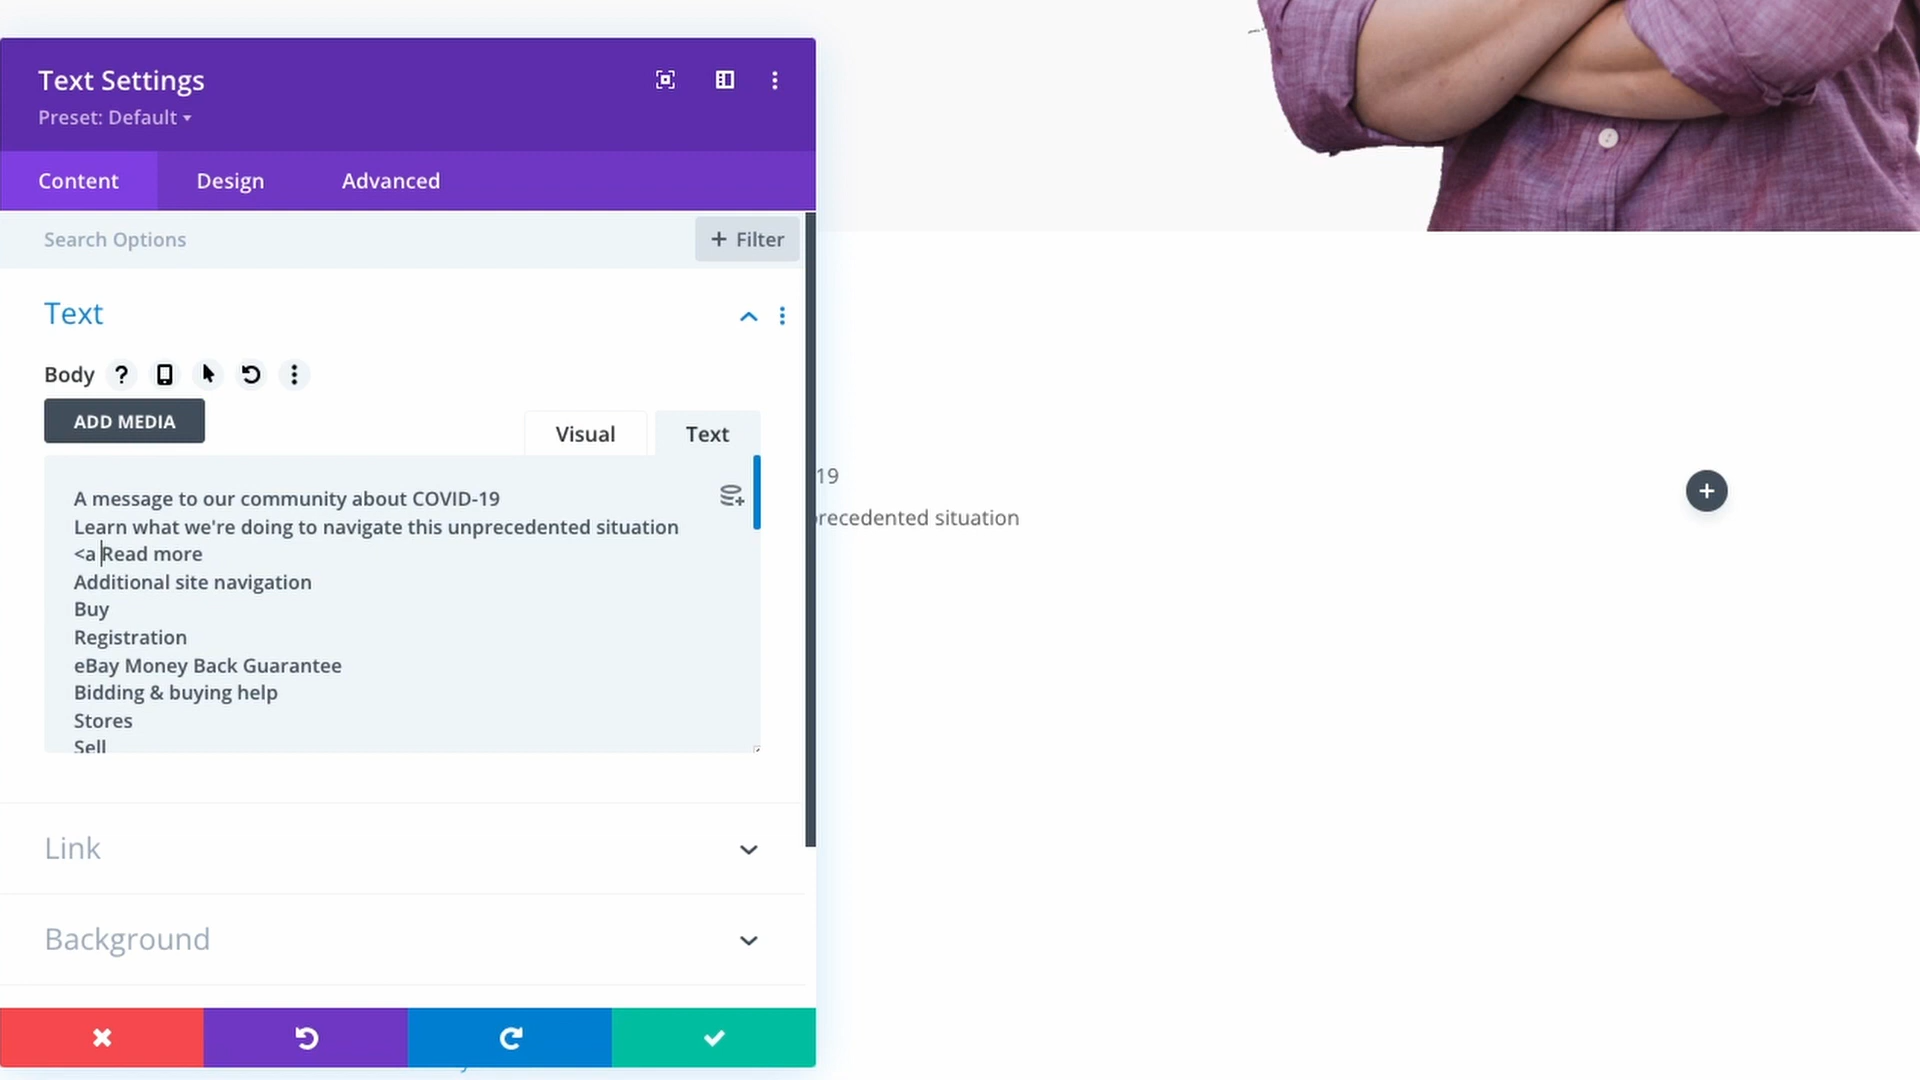 Text Settings
Preset: Default
Content
Design
Advanced
Search Options
+ Filter
Text
Body
ADD MEDIA
Visual
Text
A message to our community about COVID-19
Learn what we're doing to navigate this unprecedented situation
<a Read more
Additional site navigation
Buy
Registration
eBay Money Back Guarantee
Bidding & buying help
Stores
Sell
19
recedented situation
Link
Background